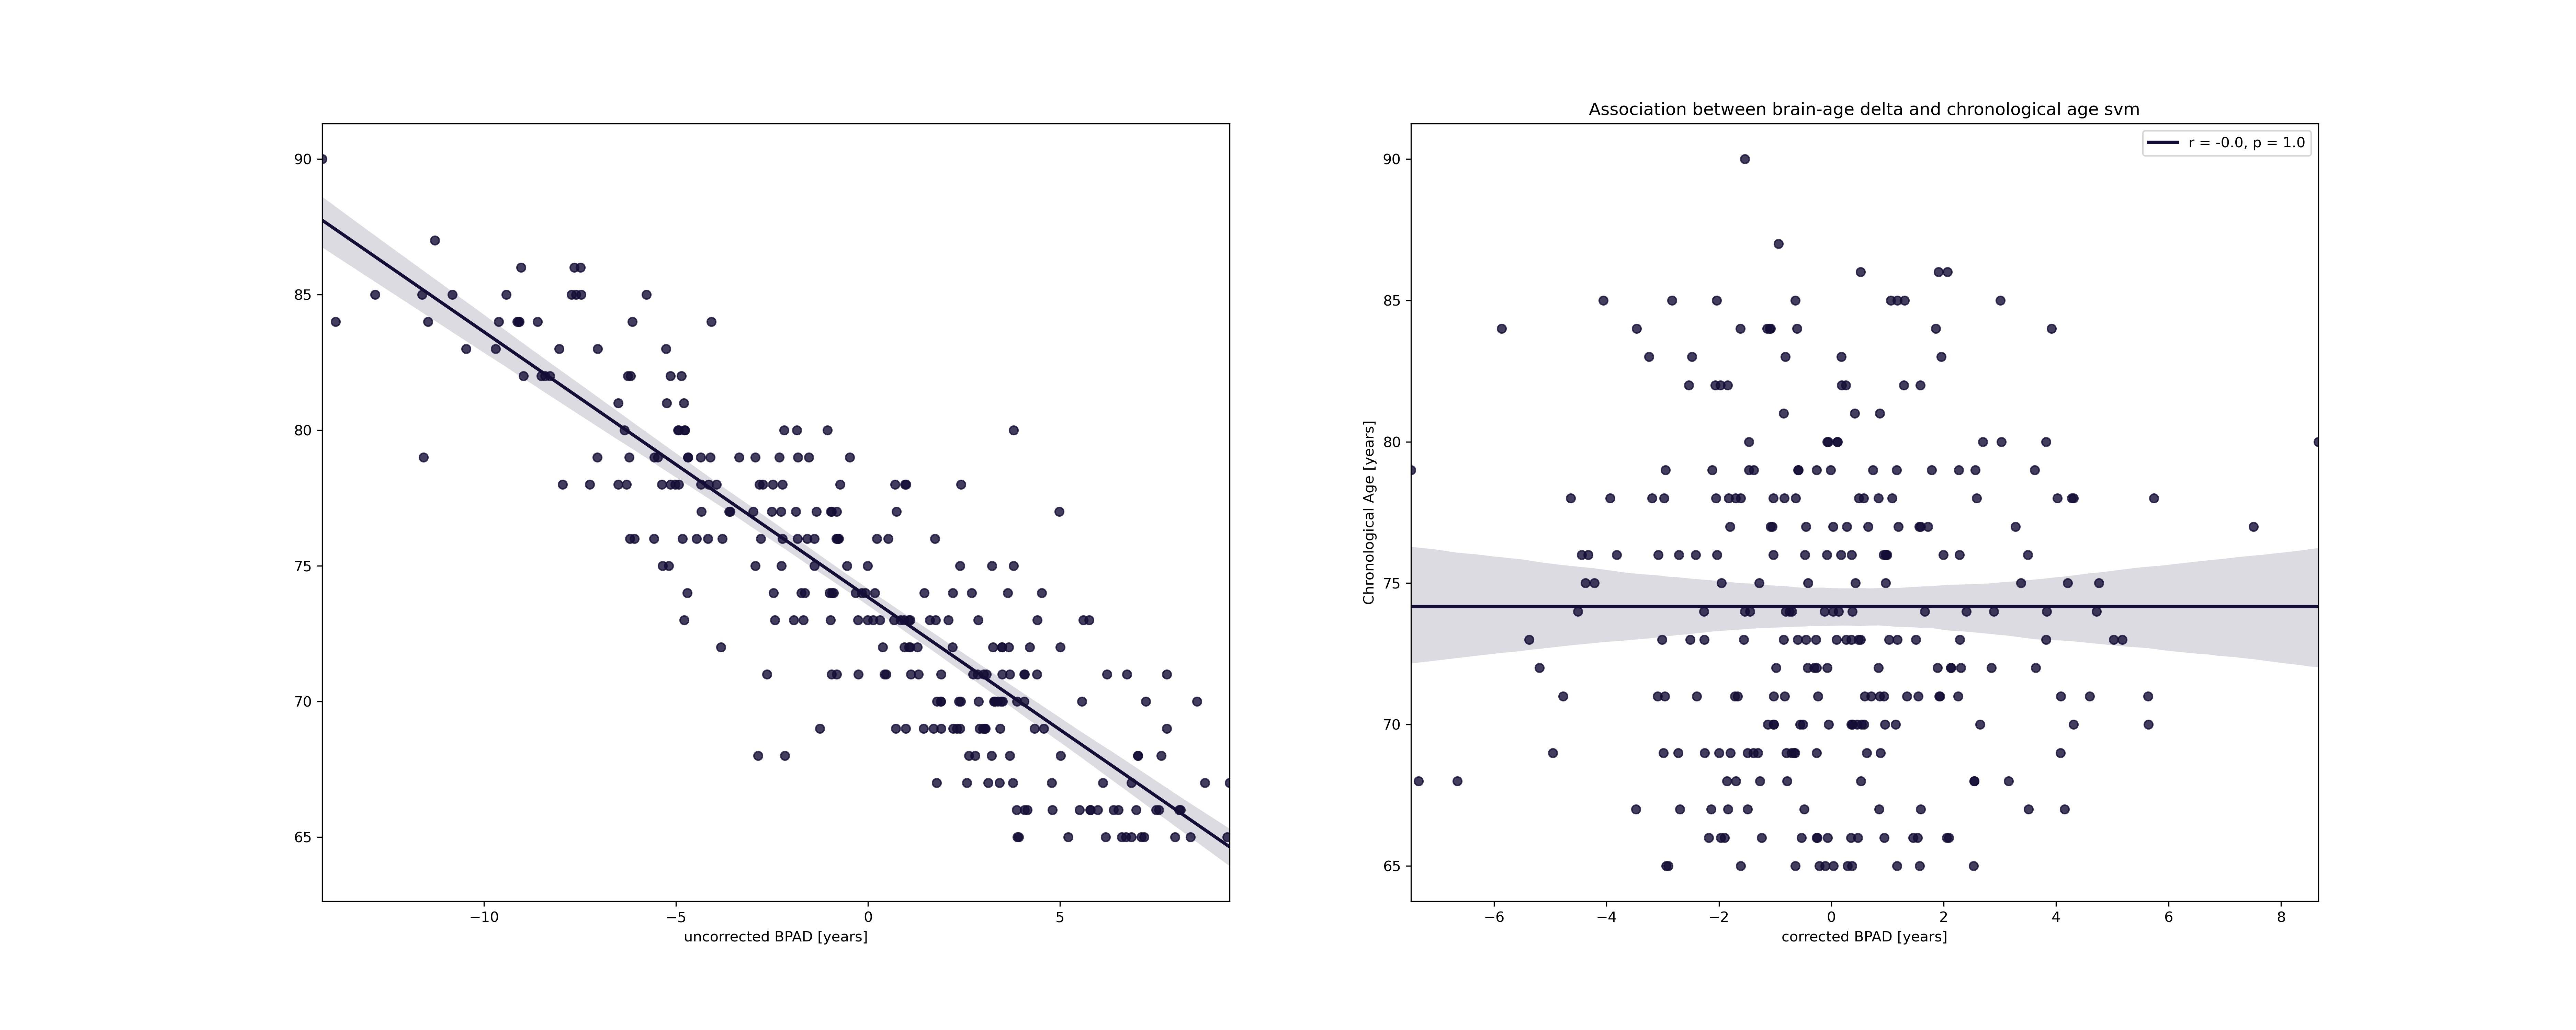 90
85
80
75
70
65
−10 −5 0 5
uncorrected BPAD [years]
Association between brain-age delta and chronological age svm
r = -0.0, p = 1.0
Chronological Age [years]
90
85
80
75
70
65
−6 −4 −2 0 2 4 6 8
corrected BPAD [years]